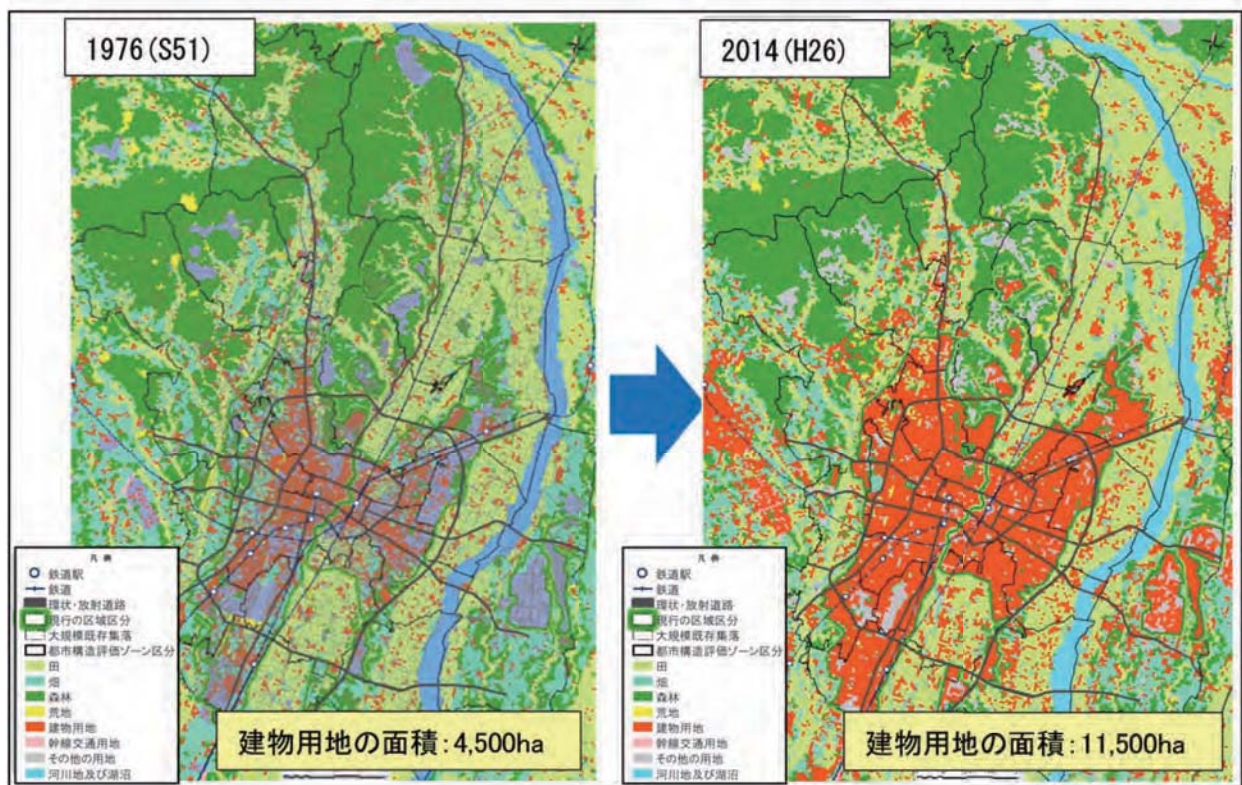 1976(S51)
2014(H26)
凡例
鉄道駅
鉄道
環状・放射道路
現行の区域区分
大規模既存集落
都市構造評価ゾーン区分
田
畑
森林
荒地
建物用地
幹線交通用地
その他の用地
河川地及び湖沼
建物用地の面積:4,500ha
凡例
鉄道駅
鉄道
環状・放射道路
現行の区域区分
大規模既存集落
都市構造評価ゾーン区分
田
畑
森林
荒地
建物用地
幹線交通用地
その他の用地
河川地及び湖沼
建物用地の面積:11,500ha